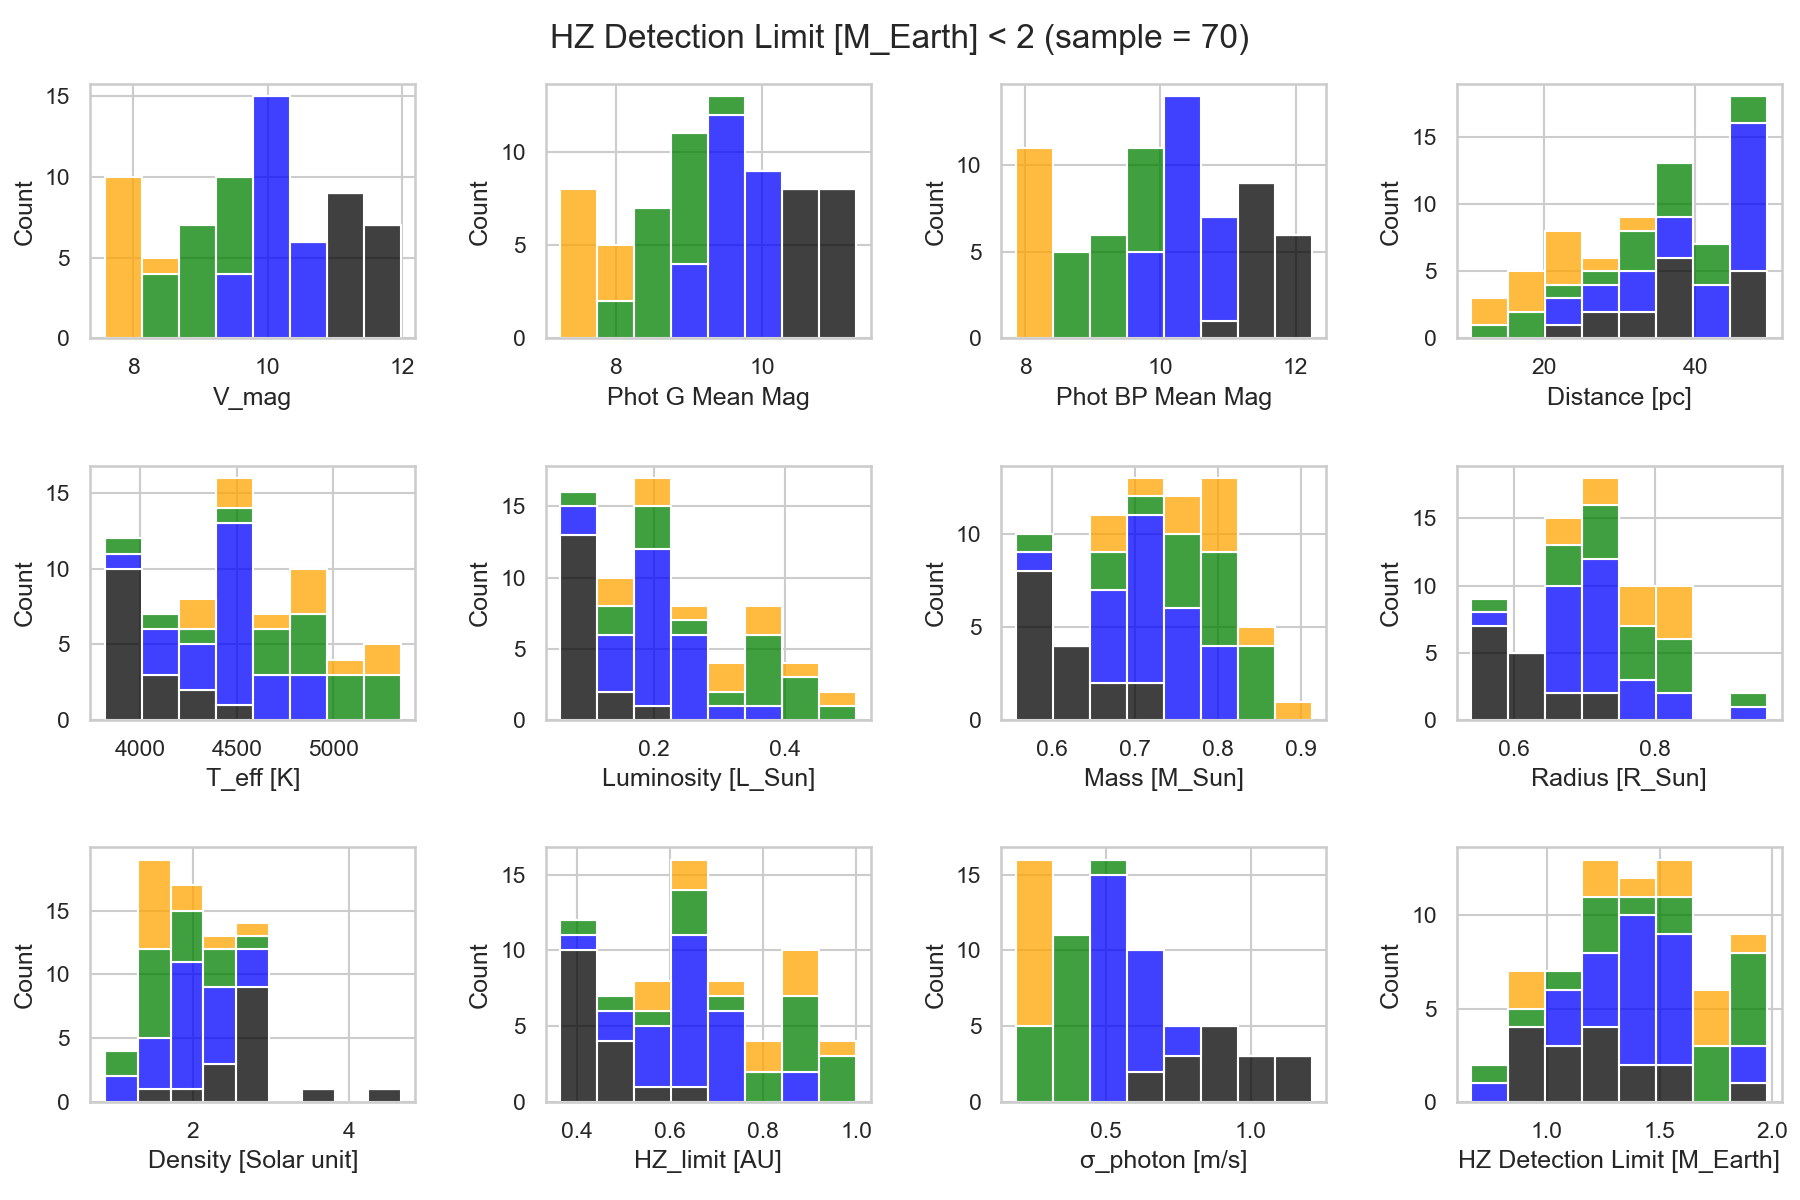 HZ Detection Limit [M_Earth] < 2 (sample = 70)
15
10
5
0
Count
8 10 12
V_mag
10
5
0
Count
8 10
Phot G Mean Mag
10
5
0
Count
8 10 12
Phot BP Mean Mag
15
10
5
0
Count
20 40
Distance [pc]
15
10
5
0
Count
4000 4500 5000
T_eff [K]
15
10
5
0
Count
0.2 0.4
Luminosity [L_Sun]
10
5
0
Count
0.6 0.7 0.8 0.9
Mass [M_Sun]
15
10
5
0
Count
0.6 0.8
Radius [R_Sun]
15
10
5
0
Count
2 4
Density [Solar unit]
15
10
5
0
Count
0.4 0.6 0.8 1.0
HZ_limit [AU]
15
10
5
0
Count
0.5 1.0
σ_photon [m/s]
10
5
0
Count
1.0 1.5 2.0
HZ Detection Limit [M_Earth]